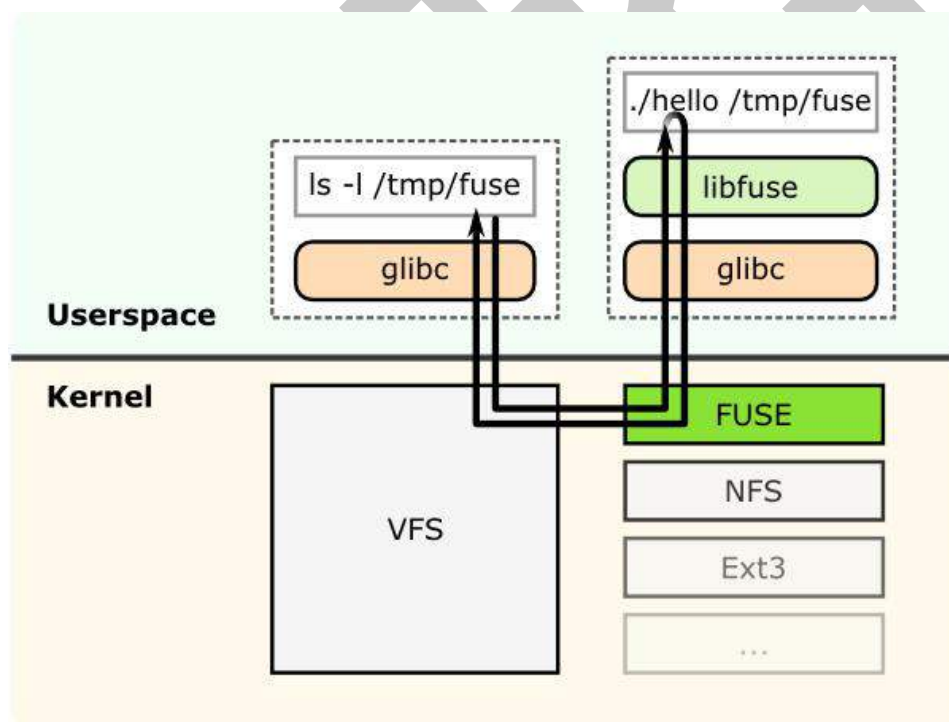 ./hello /tmp/fuse
ls -l /tmp/fuse
libfuse
glibc
glibc
Userspace
Kernel
FUSE
NFS
VFS
Ext3
...